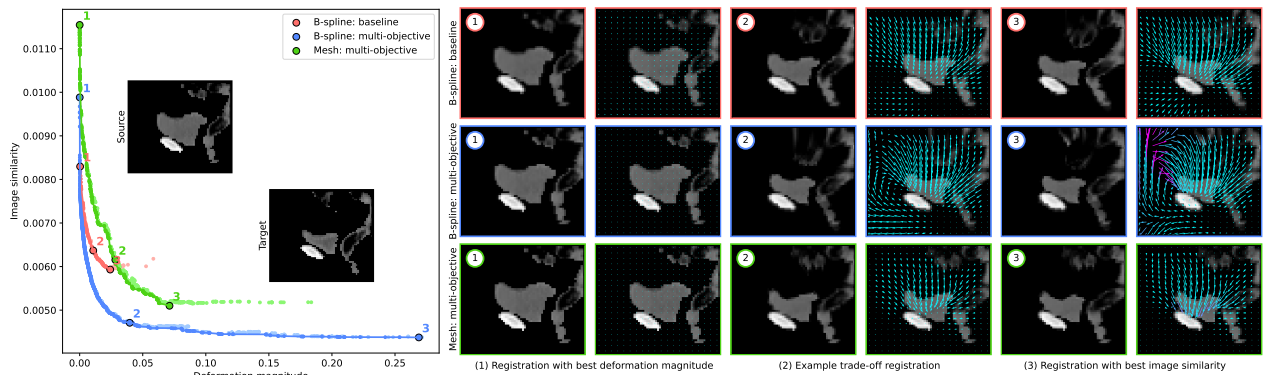 B-spline: baseline
B-spline: multi-objective
Mesh: multi-objective
Image similarity
0.0110
0.0100
0.0090
0.0080
0.0070
0.0060
0.0050
0.00 0.05 0.10 0.15 0.20 0.25
Deformation magnitude
Source
Target
1
1
1
2
2
2
3
3
B-spline: baseline
1 2 3
B-spline: multi-objective
1 2 3
Mesh: multi-objective
1 2 3
(1) Registration with best deformation magnitude (2) Example trade-off registration (3) Registration with best image similarity